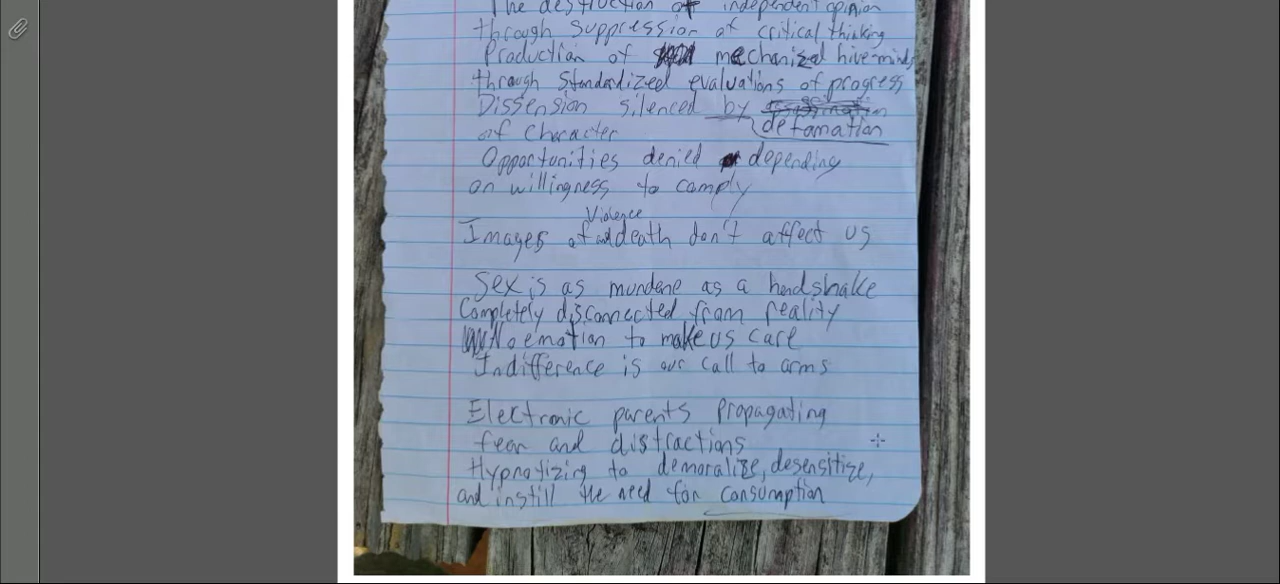 The destruction of independent opinion
through suppression of critical thinking
Production of mechanized hive-minds
through standardized evaluations of progress
Dissension silenced by assassination
defamation
of character
Opportunities denied depending
on willingness to comply
Violence
Images of and death don't affect us
Sex is as mundane as a handshake
Completely disconnected from reality
No emotion to make us care
Indifference is our call to arms
Electronic parents propagating
fear and distractions
Hypnotizing to demoralize, desensitize,
and instill the need for consumption